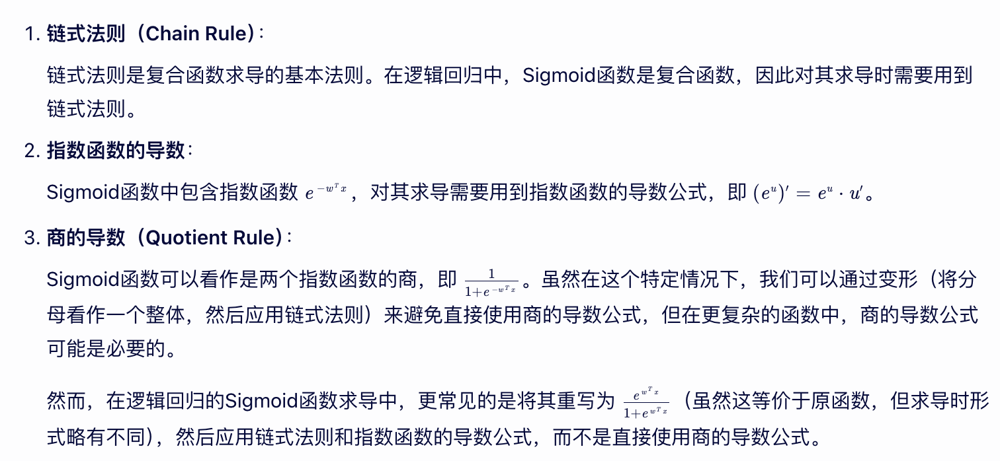 1. 链式法则（Chain Rule）：
链式法则是复合函数求导的基本法则。在逻辑回归中，Sigmoid函数是复合函数，因此对其求导时需要用到
链式法则。
2. 指数函数的导数：
Sigmoid函数中包含指数函数 $e^{-w^T x}$，对其求导需要用到指数函数的导数公式，即 $(e^u)' = e^u \cdot u'$。
3. 商的导数（Quotient Rule）：
Sigmoid函数可以看作是两个指数函数的商，即 $\frac{1}{1+e^{-w^T x}}$。虽然在这个特定情况下，我们可以通过变形（将分
母看作一个整体，然后应用链式法则）来避免直接使用商的导数公式，但在更复杂的函数中，商的导数公式
可能是必要的。
然而，在逻辑回归的Sigmoid函数求导中，更常见的是将其重写为 $\frac{e^{w^T x}}{1+e^{w^T x}}$（虽然这等价于原函数，但求导时形
式略有不同），然后应用链式法则和指数函数的导数公式，而不是直接使用商的导数公式。